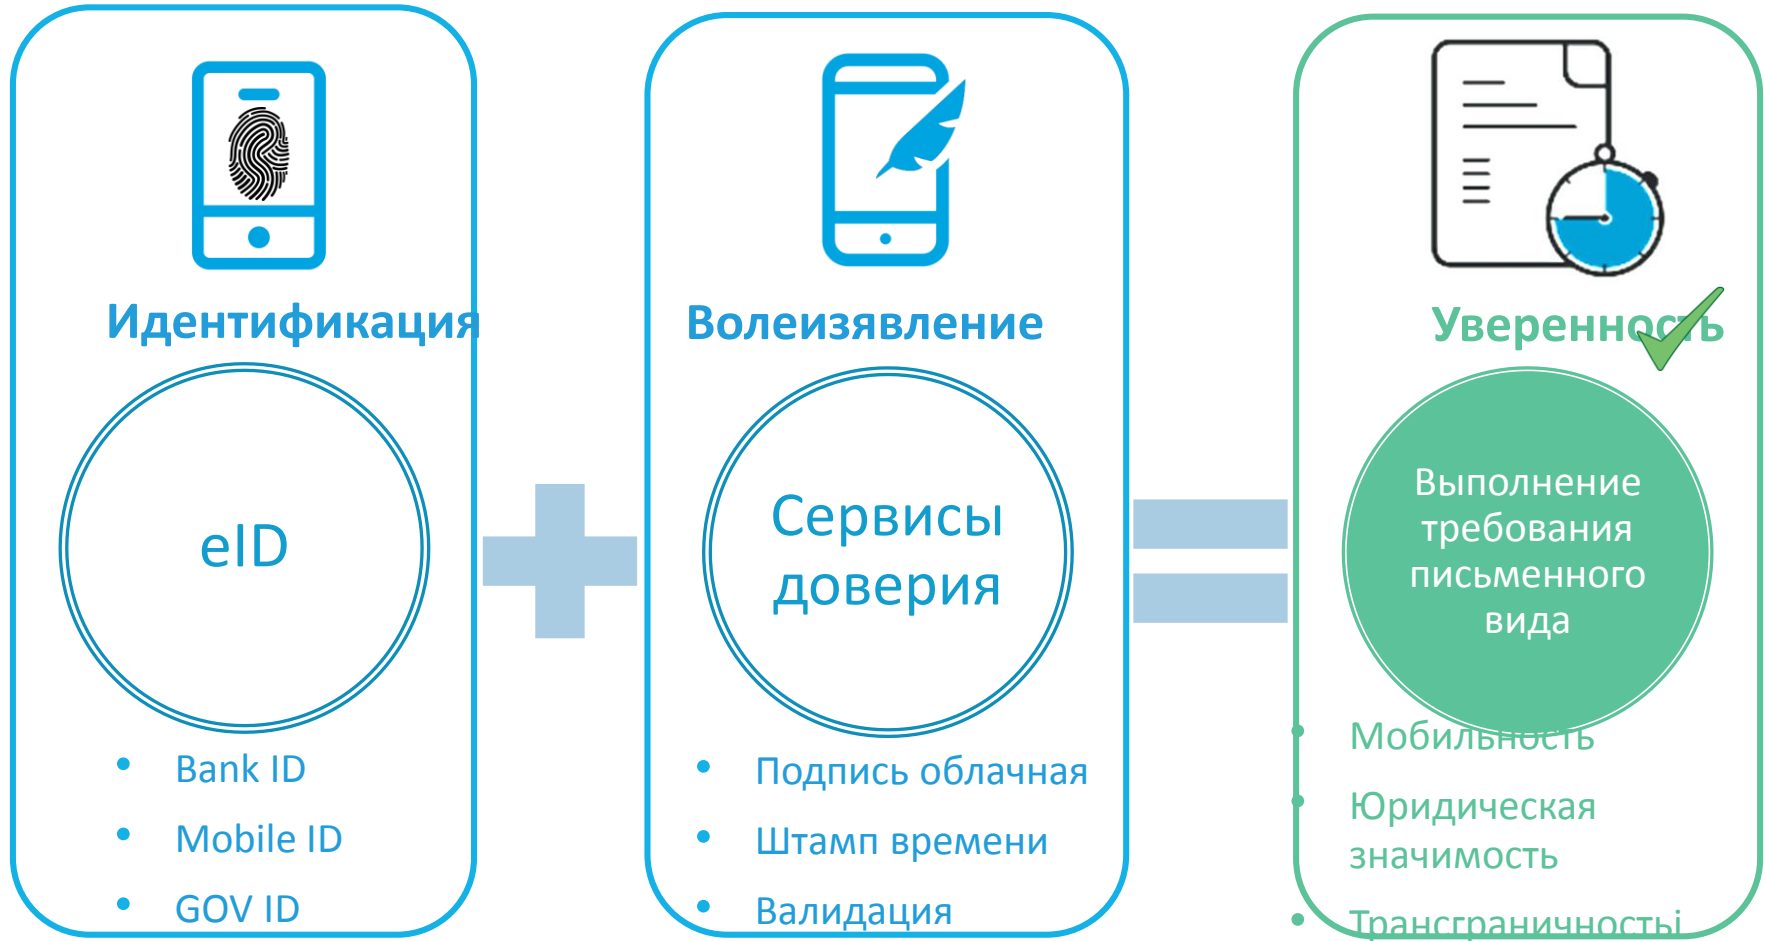 Идентификация
eID
• Bank ID
• Mobile ID
• GOV ID
Волеизявление
Сервисы
доверия
• Подпись облачная
• Штамп времени
• Валидация
Уверенность
Выполнение
требования
письменного
вида
• Мобильность
• Юридическая
значимость
• Трансграничностьі